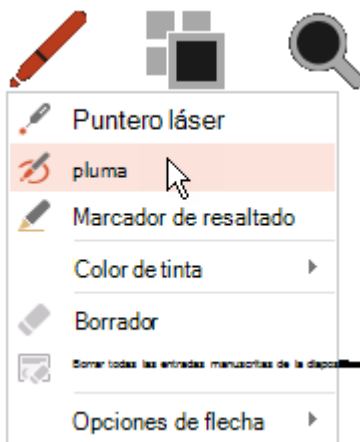 Puntero láser
pluma
Marcador de resaltado
Color de tinta
Borrador
Borrar todas las entradas manuscritas de la
Opciones de flecha